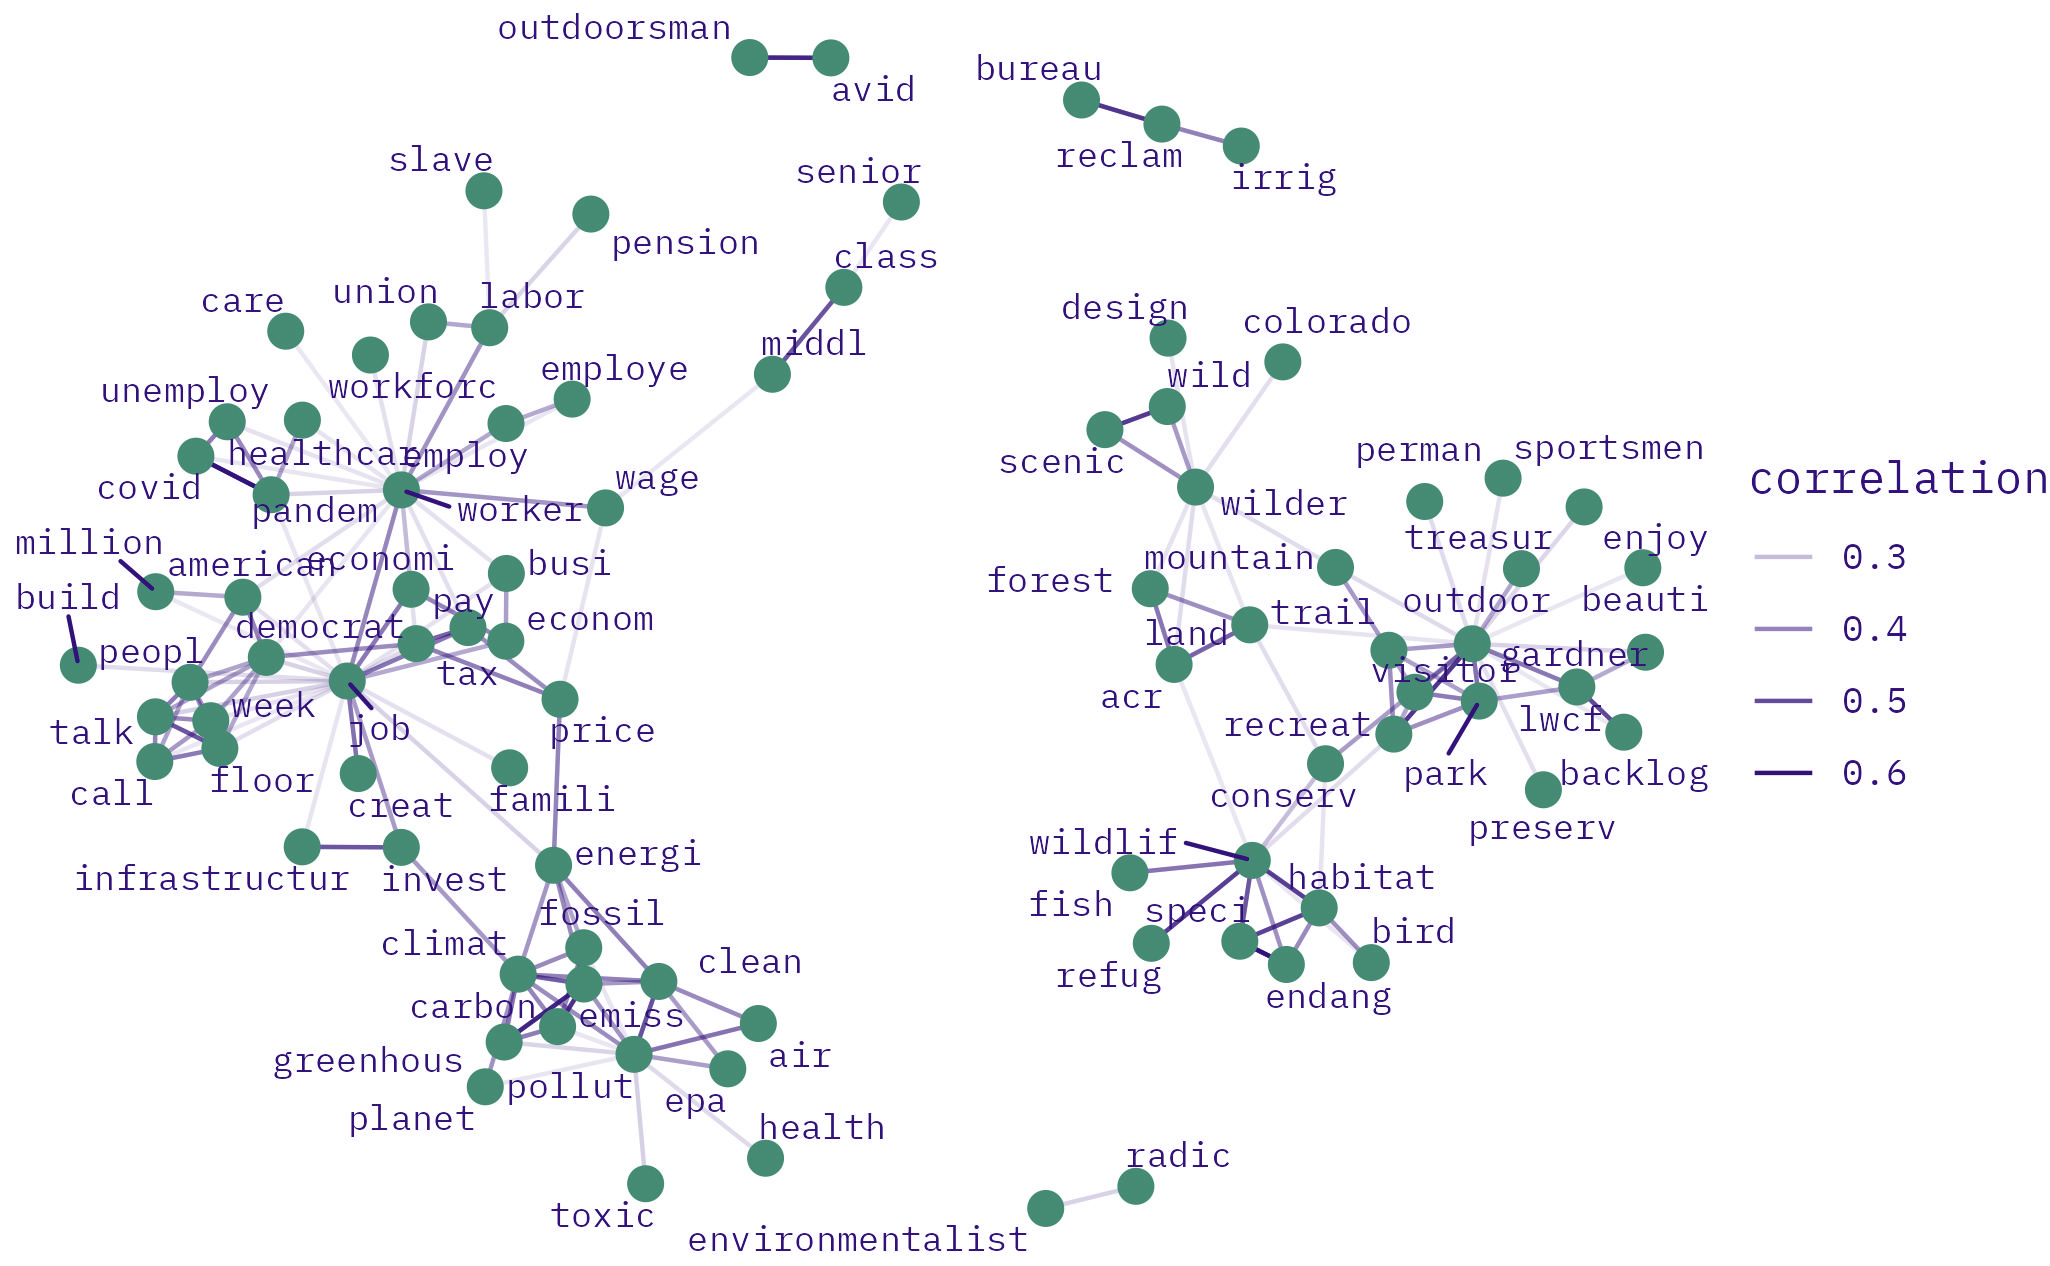 outdoorsman
avid
bureau
reclam
irrig
slave
pension
senior
class
middl
care
union
labor
design
colorado
wild
scenic
wilder
unemploy
workforc
employe
healthcar
employ
covid
pandem
worker
wage
perman
sportsmen
treasur
enjoy
correlation
0.3
0.4
0.5
0.6
million
american
economi
busi
build
pay
econom
democrat
peopl
tax
week
talk
job
price
call
floor
creat
famili
forest
mountain
trail
land
acr
outdoor
beauti
visitor
gardner
recreat
lwcf
park
backlog
conserv
preserv
infrastructur
invest
energi
wildlif
habitat
fish
speci
bird
refug
endang
fossil
climat
clean
carbon
emiss
greenhous
air
planet
pollut
epa
health
toxic
radic
environmentalist